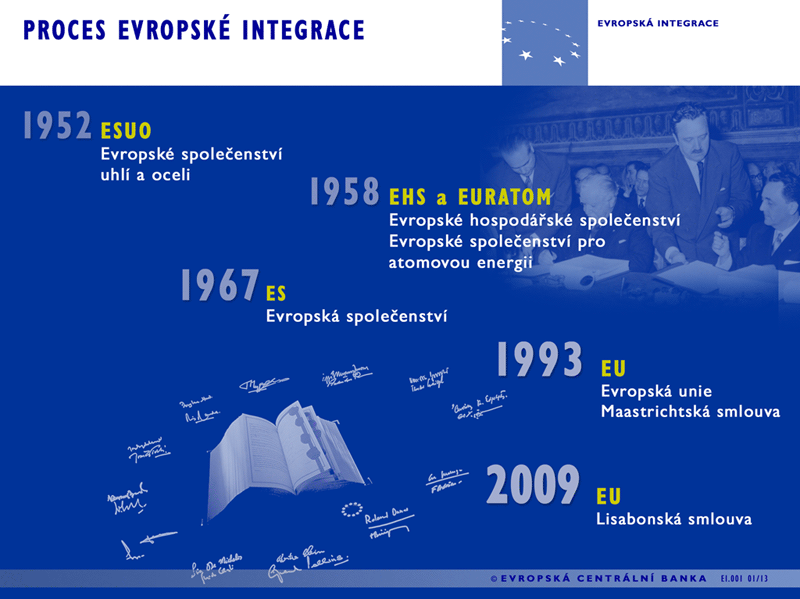 PROCES EVROPSKÉ INTEGRACE
EVROPSKÁ INTEGRACE
1952 ESUO
Evropské společenství
uhlí a oceli
1958 EHS a EURATOM
Evropské hospodářské společenství
Evropské společenství pro
atomovou energii
1967 ES
Evropská společenství
1993 EU
Evropská unie
Maastrichtská smlouva
2009 EU
Lisabonská smlouva
© EVROPSKÁ CENTRÁLNÍ BANKA EI.001 01/13